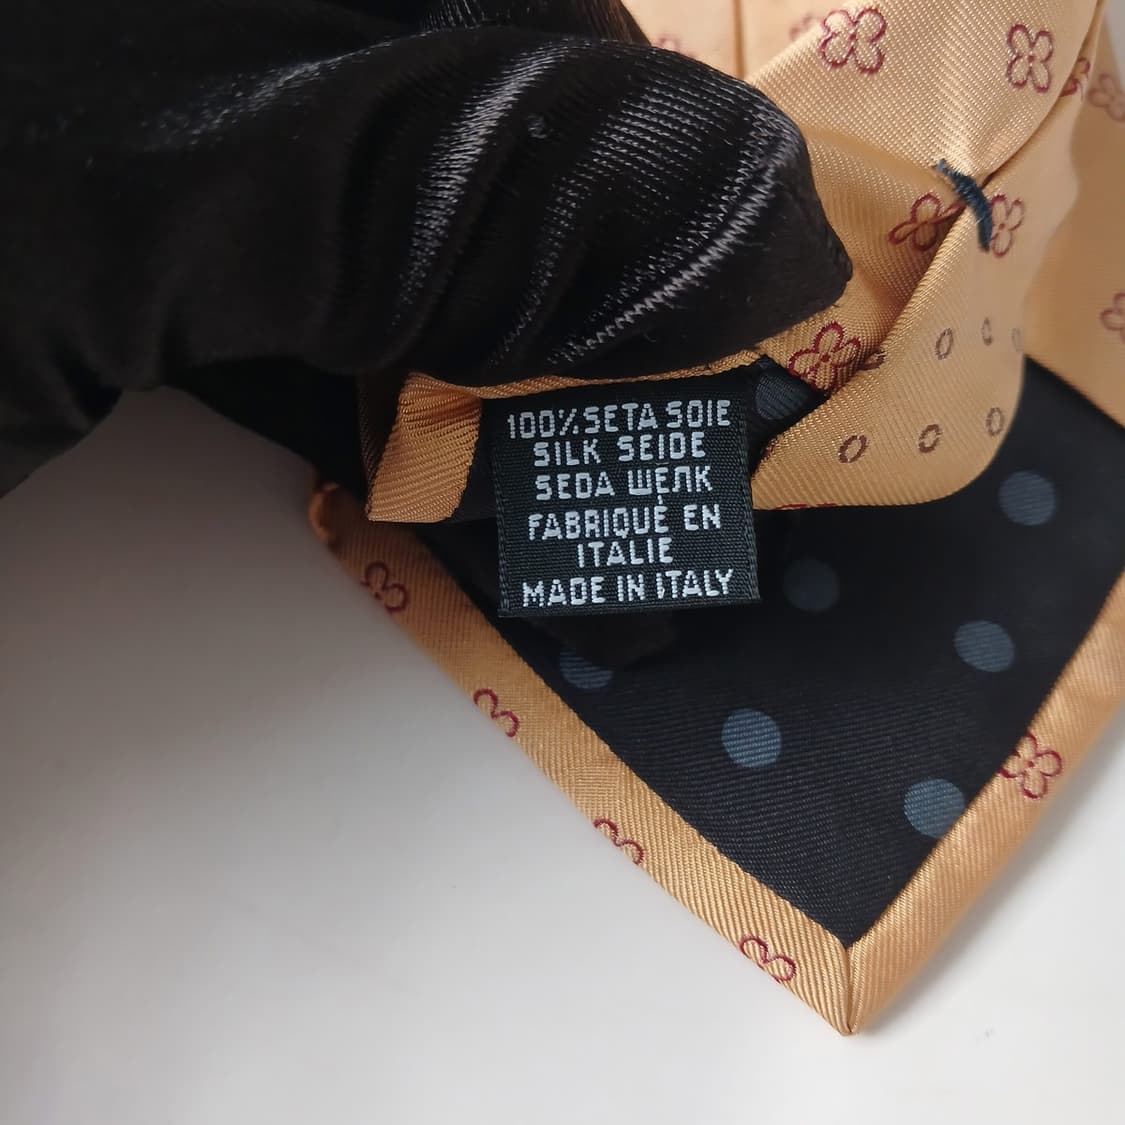 100% SETA SOIE
SILK SEIDE
SEDA ШЕЛК
FABRIQUÉ EN
ITALIE
MADE IN ITALY